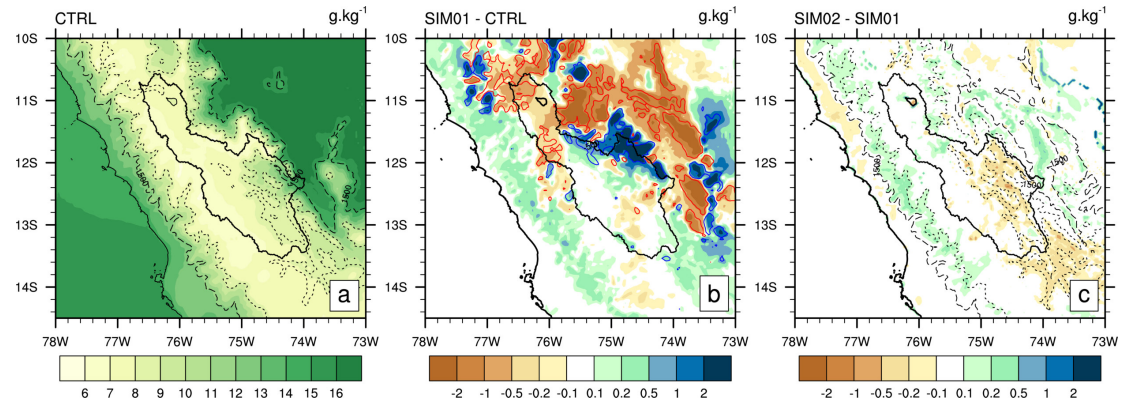 CTRL g.kg⁻¹
10S
11S
12S
13S
14S
78W 77W 76W 75W 74W 73W
1500
1500
a
6 7 8 9 10 11 12 13 14 15 16
SIM01 - CTRL g.kg⁻¹
10S
11S
12S
13S
14S
78W 77W 76W 75W 74W 73W
b
-2 -1 -0.5 -0.2 -0.1 0.1 0.2 0.5 1 2
SIM02 - SIM01 g.kg⁻¹
10S
11S
12S
13S
14S
78W 77W 76W 75W 74W 73W
1500
1500
1500
c
-2 -1 -0.5 -0.2 -0.1 0.1 0.2 0.5 1 2